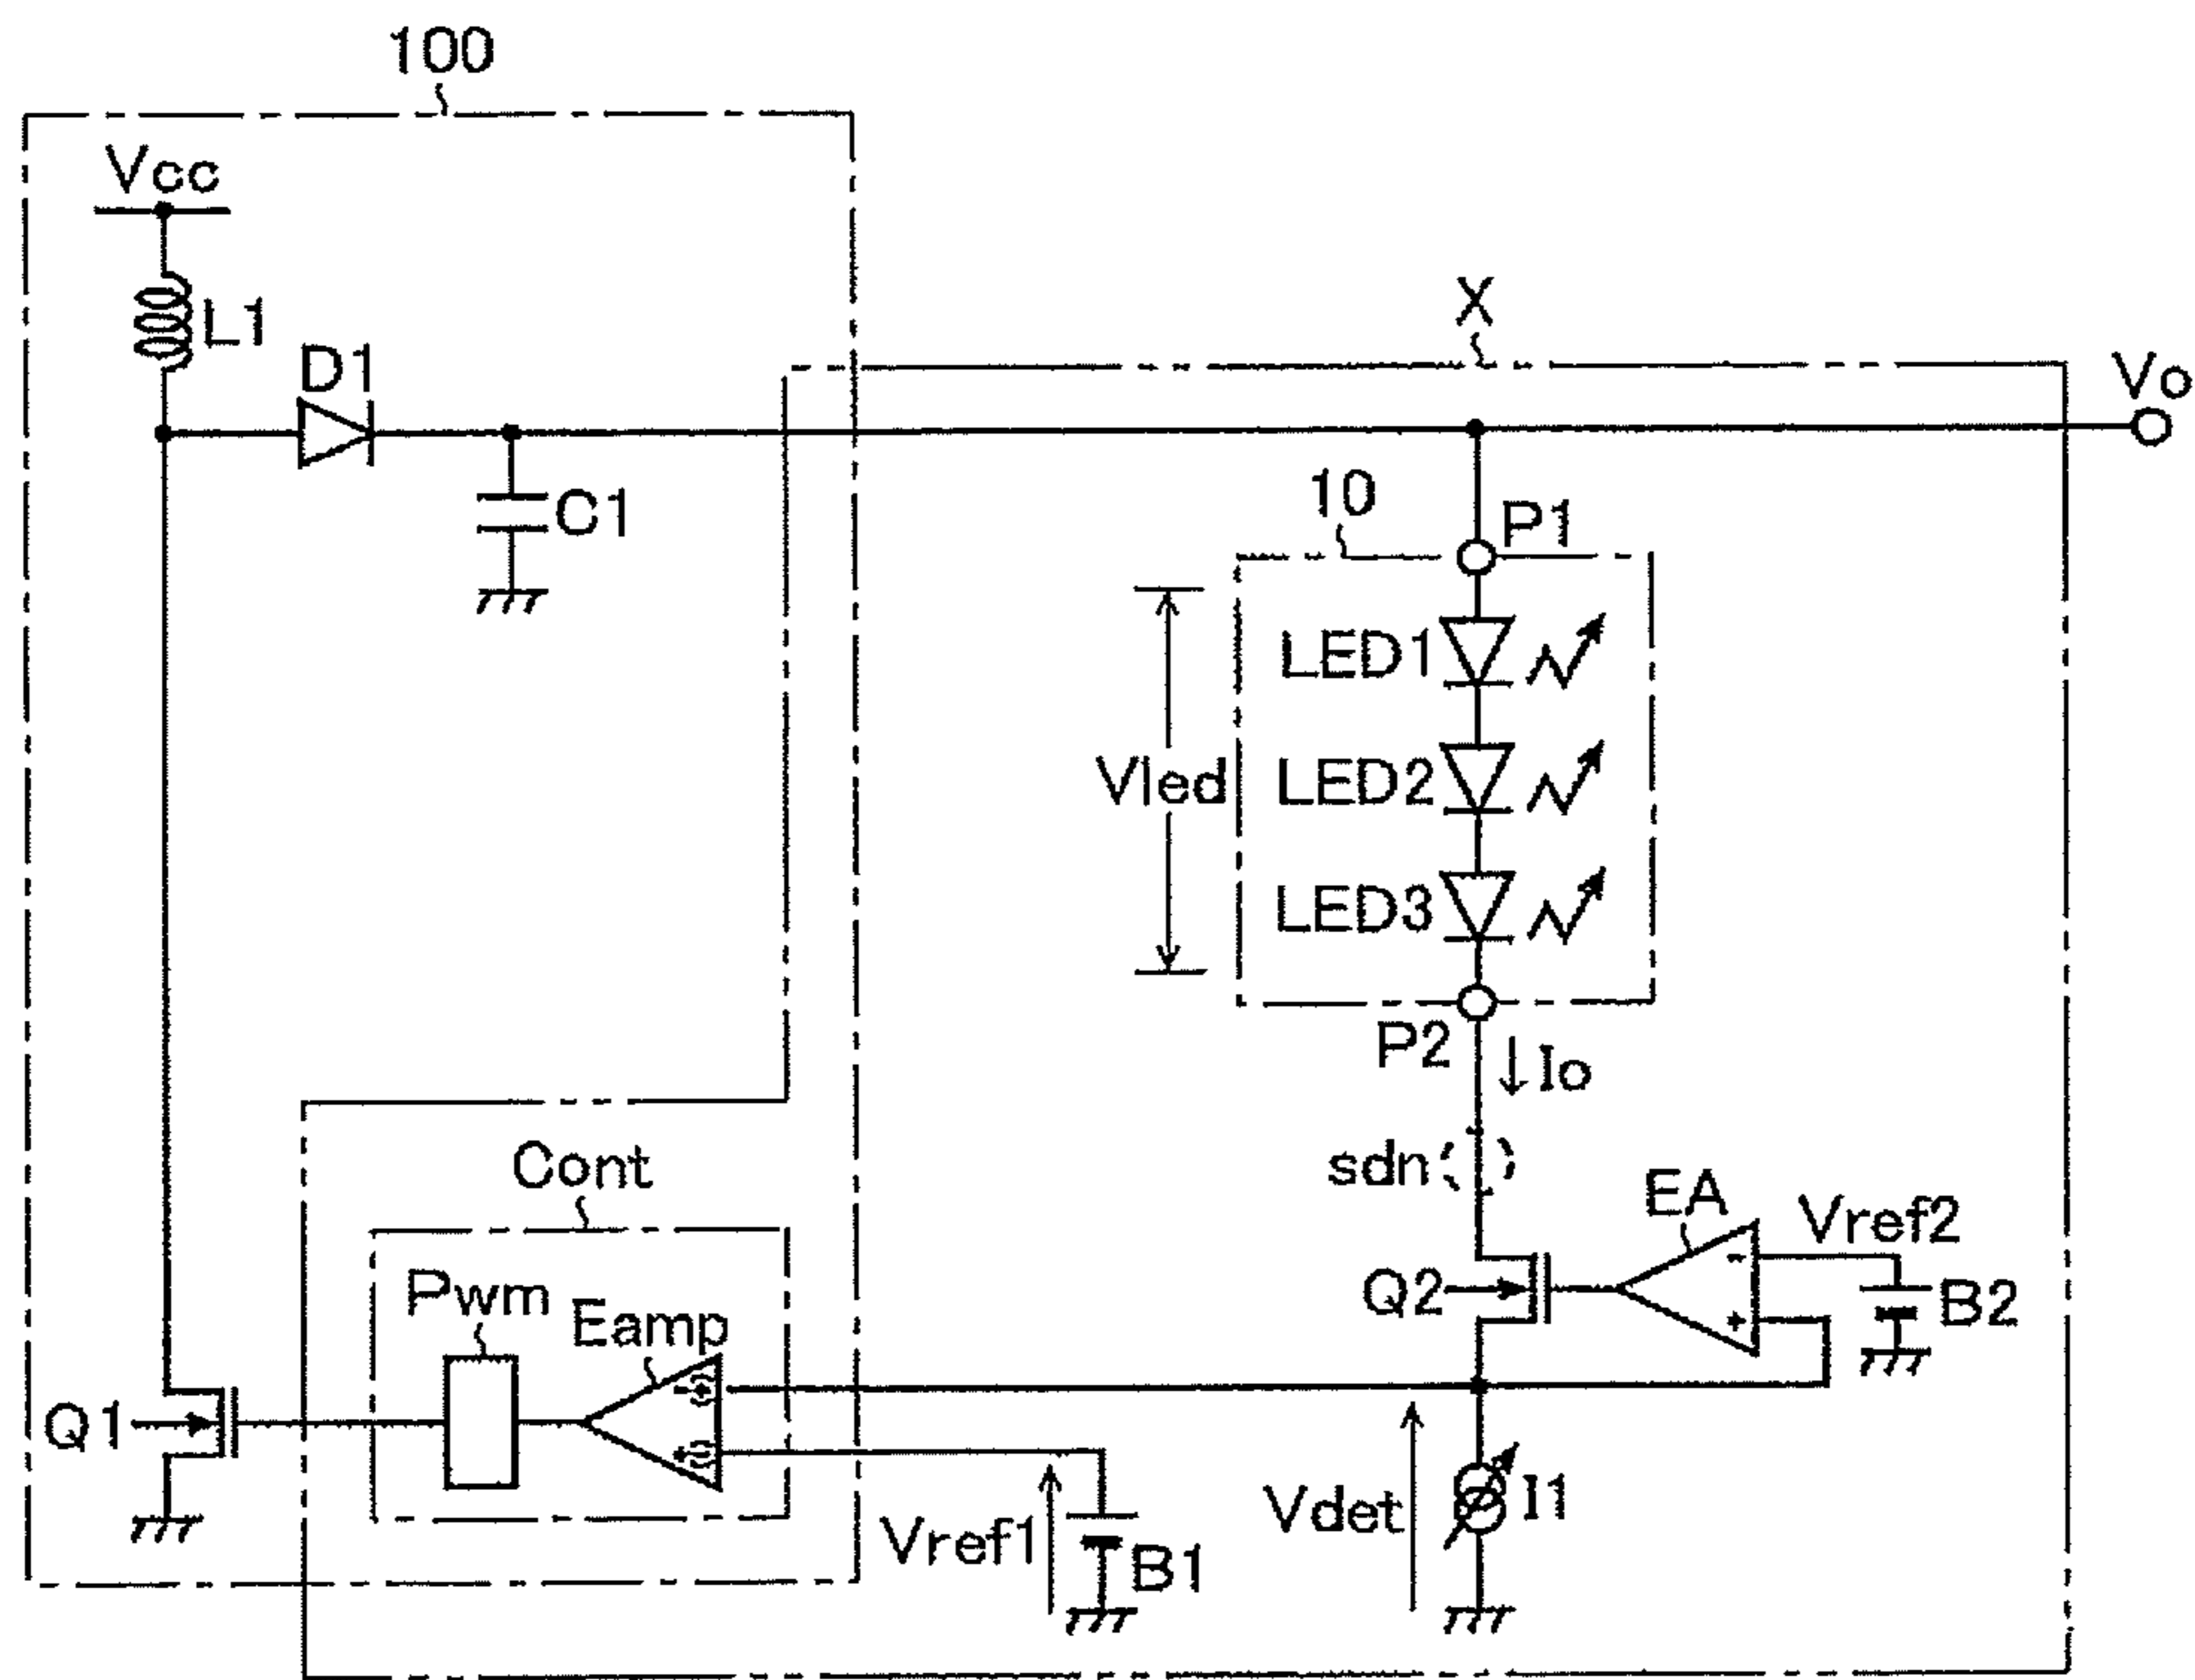 100
Vcc
L1
D1
C1
X
Vo
10
P1
LED1
Vled
LED2
LED3
P2
Io
sdn
Cont
EA
Vref2
Pwm
Eamp
Q2
-
+
B2
Q1
-(+)
+(-)
Vref1
B1
Vdet
I1